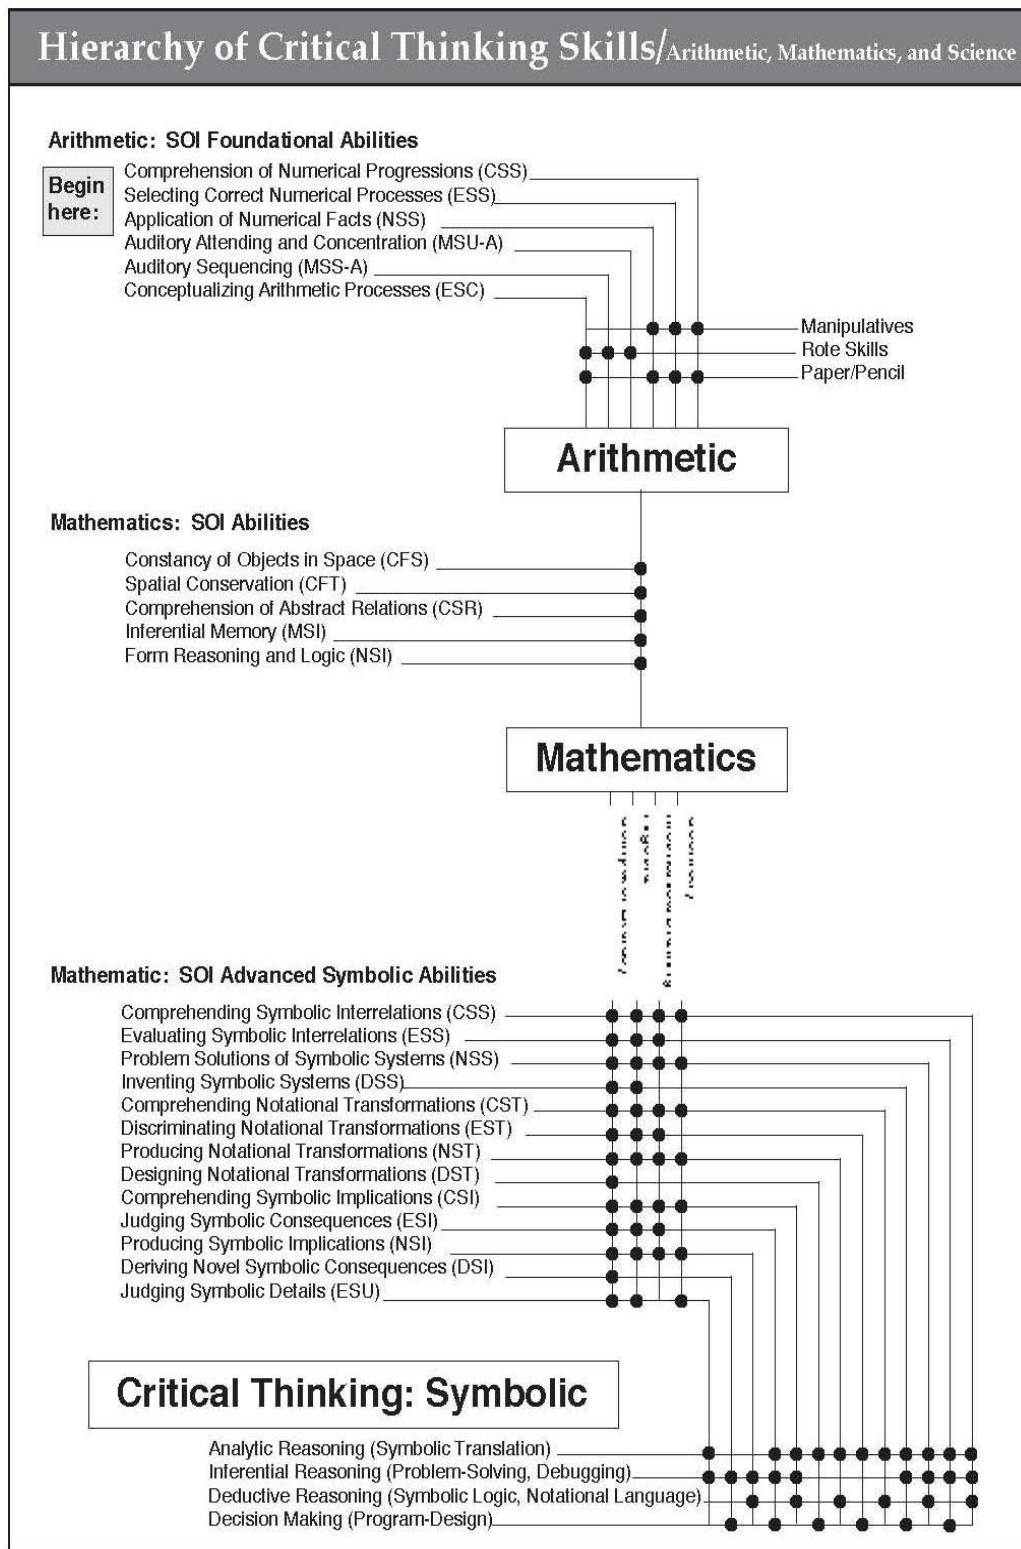 Hierarchy of Critical Thinking Skills/Arithmetic, Mathematics, and Science
Arithmetic: SOI Foundational Abilities
Begin
here:
Comprehension of Numerical Progressions (CSS)
Selecting Correct Numerical Processes (ESS)
Application of Numerical Facts (NSS)
Auditory Attending and Concentration (MSU-A)
Auditory Sequencing (MSS-A)
Conceptualizing Arithmetic Processes (ESC)
Manipulatives
Rote Skills
Paper/Pencil
Arithmetic
Mathematics: SOI Abilities
Constancy of Objects in Space (CFS)
Spatial Conservation (CFT)
Comprehension of Abstract Relations (CSR)
Inferential Memory (MSI)
Form Reasoning and Logic (NSI)
Mathematics
Mathematic: SOI Advanced Symbolic Abilities
Comprehending Symbolic Interrelations (CSS)
Evaluating Symbolic Interrelations (ESS)
Problem Solutions of Symbolic Systems (NSS)
Inventing Symbolic Systems (DSS)
Comprehending Notational Transformations (CST)
Discriminating Notational Transformations (EST)
Producing Notational Transformations (NST)
Designing Notational Transformations (DST)
Comprehending Symbolic Implications (CSI)
Judging Symbolic Consequences (ESI)
Producing Symbolic Implications (NSI)
Deriving Novel Symbolic Consequences (DSI)
Judging Symbolic Details (ESU)
Critical Thinking: Symbolic
Analytic Reasoning (Symbolic Translation)
Inferential Reasoning (Problem-Solving, Debugging)
Deductive Reasoning (Symbolic Logic, Notational Language)
Decision Making (Program-Design)